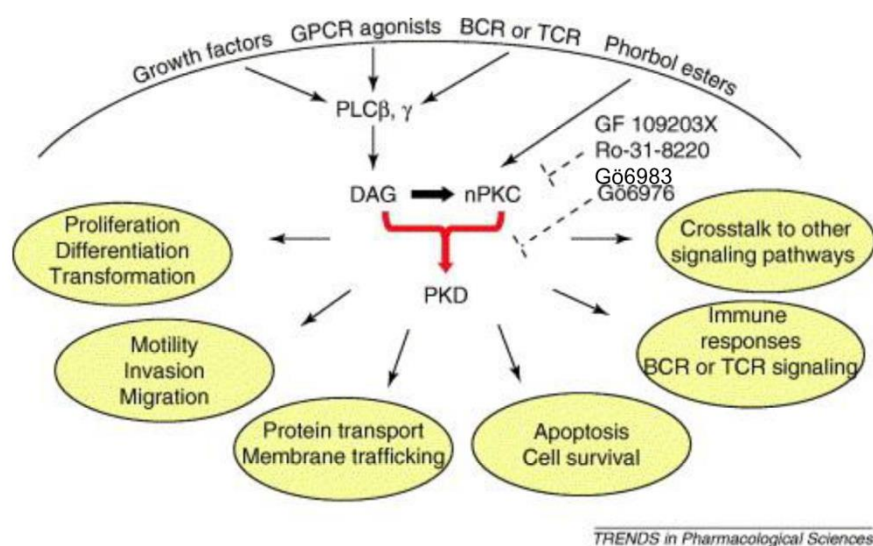 Growth factors
GPCR agonists
BCR or TCR
Phorbol esters
PLCβ, γ
GF 109203X
Ro-31-8220
Gö6983
Gö6976
DAG
nPKC
PKD
Proliferation
Differentiation
Transformation
Crosstalk to other
signaling pathways
Motility
Invasion
Migration
Immune
responses
BCR or TCR signaling
Protein transport
Membrane trafficking
Apoptosis
Cell survival
TRENDS in Pharmacological Sciences